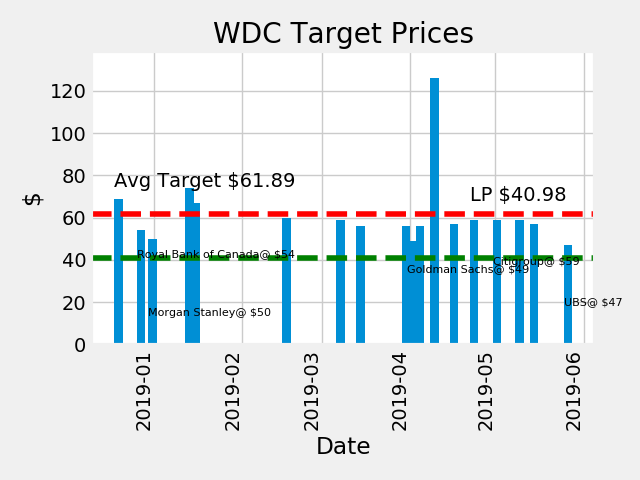 WDC Target Prices
$
120
100
80
60
40
20
0
Avg Target $61.89
LP $40.98
Royal Bank of Canada@ $54
Morgan Stanley@ $50
Goldman Sachs@ $49
Citigroup@ $59
UBS@ $47
2019-01
2019-02
2019-03
2019-04
2019-05
2019-06
Date